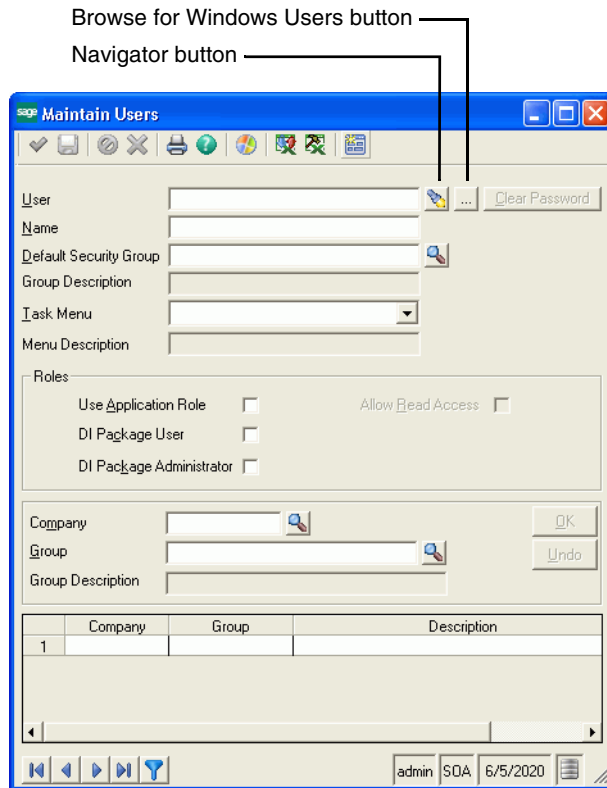 Browse for Windows Users button
Navigator button
sage Maintain Users
User ... Clear Password
Name
Default Security Group
Group Description
Task Menu
Menu Description
Roles
Use Application Role Allow Read Access
DI Package User
DI Package Administrator
Company OK
Group Undo
Group Description
Company Group Description
1
admin SOA 6/5/2020